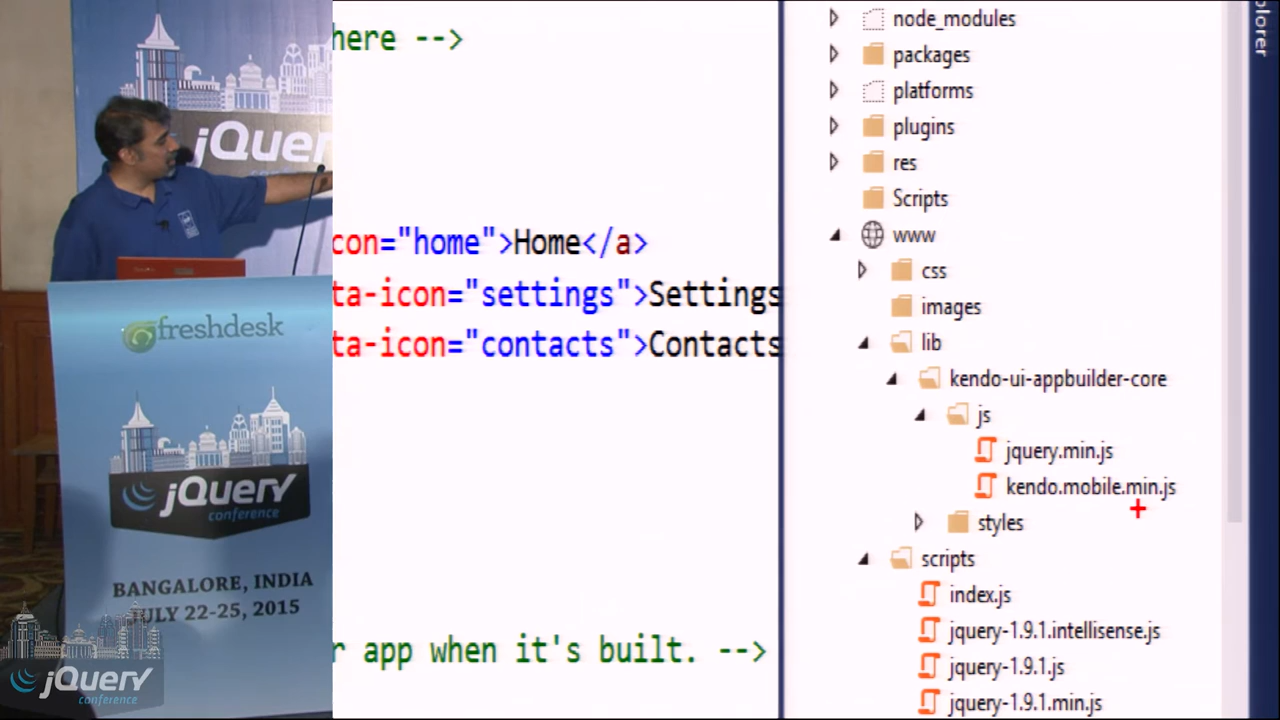 jQuer
freshdesk
jQuery
conference
BANGALORE, INDIA
JULY 22-25, 2015
jQuery
conference
here -->
con="home">Home</a>
ta-icon="settings">Settings
ta-icon="contacts">Contacts
r app when it's built. -->
node_modules
packages
platforms
plugins
res
Scripts
www
css
images
lib
kendo-ui-appbuilder-core
js
jquery.min.js
kendo.mobile.min.js
styles
scripts
index.js
jquery-1.9.1.intellisense.js
jquery-1.9.1.js
jquery-1.9.1.min.js
plorer